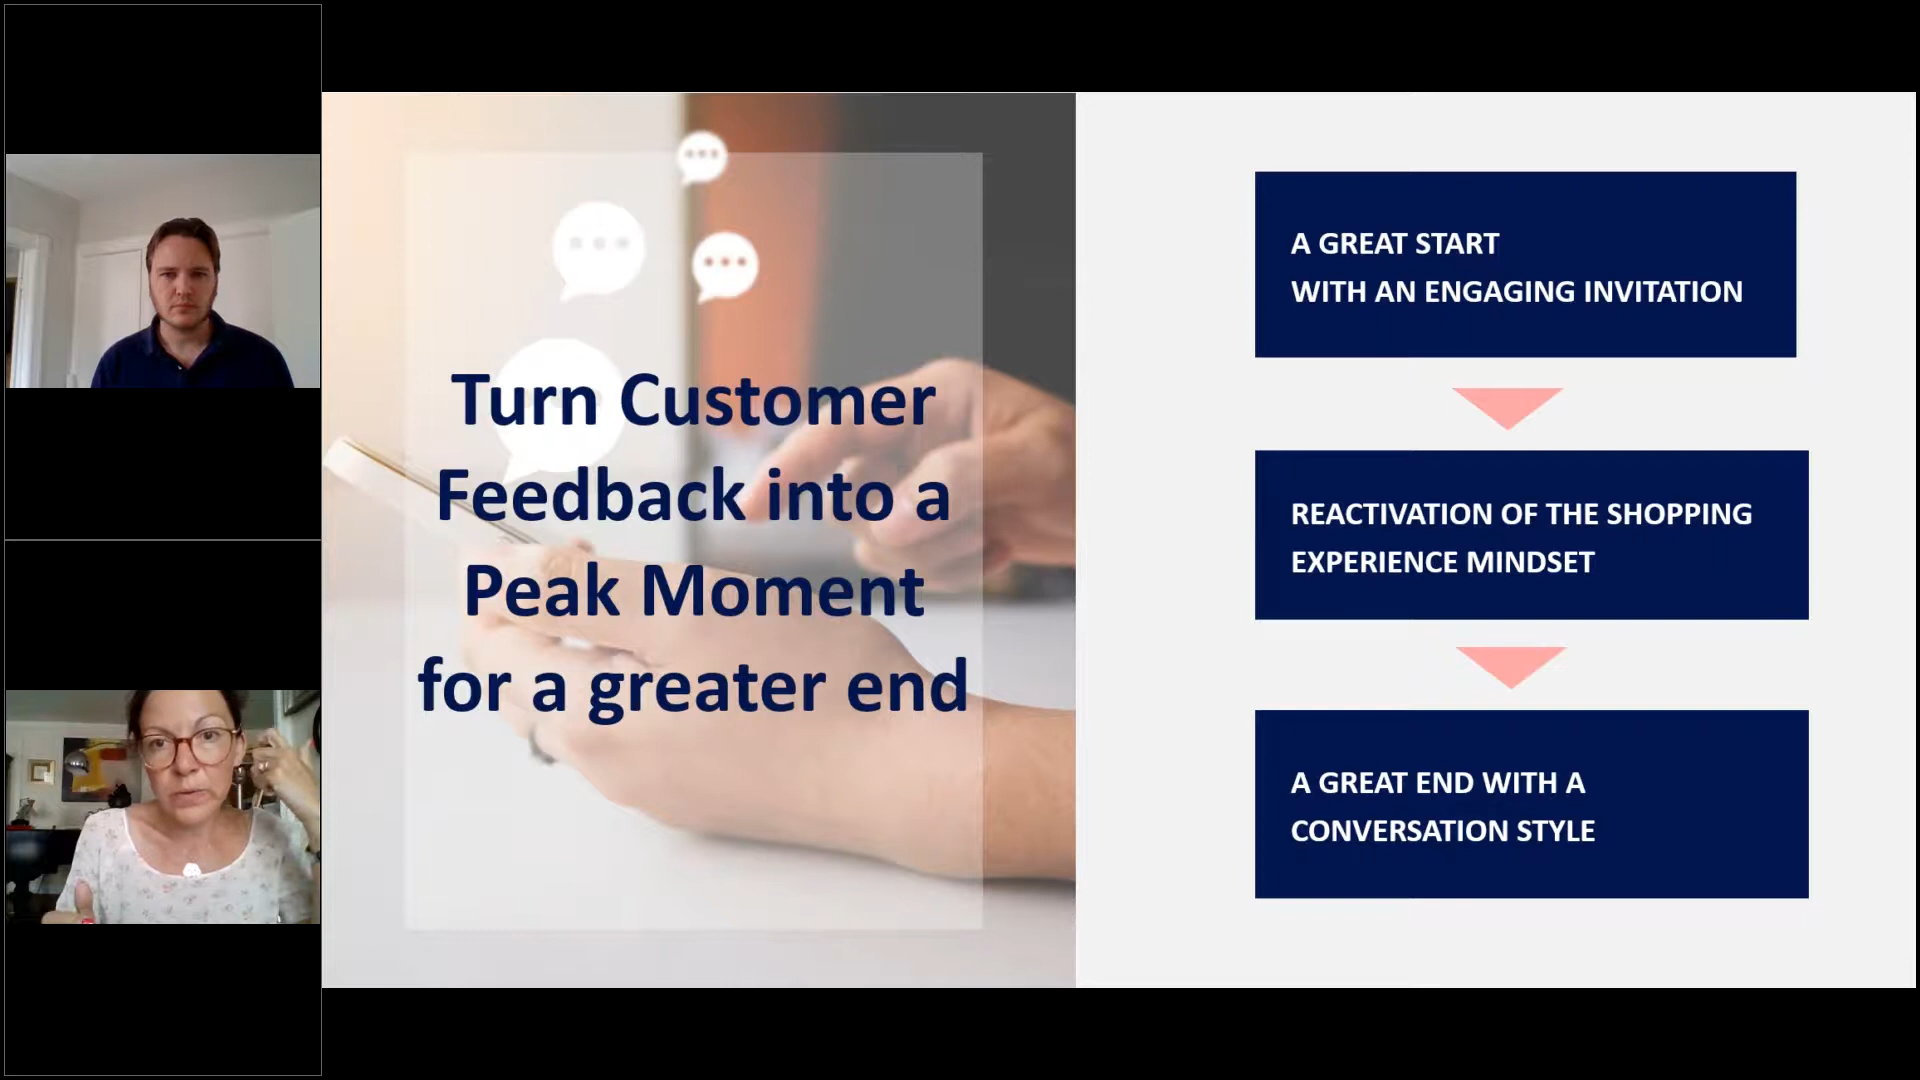 Turn Customer
Feedback into a
Peak Moment
for a greater end
A GREAT START
WITH AN ENGAGING INVITATION
REACTIVATION OF THE SHOPPING
EXPERIENCE MINDSET
A GREAT END WITH A
CONVERSATION STYLE